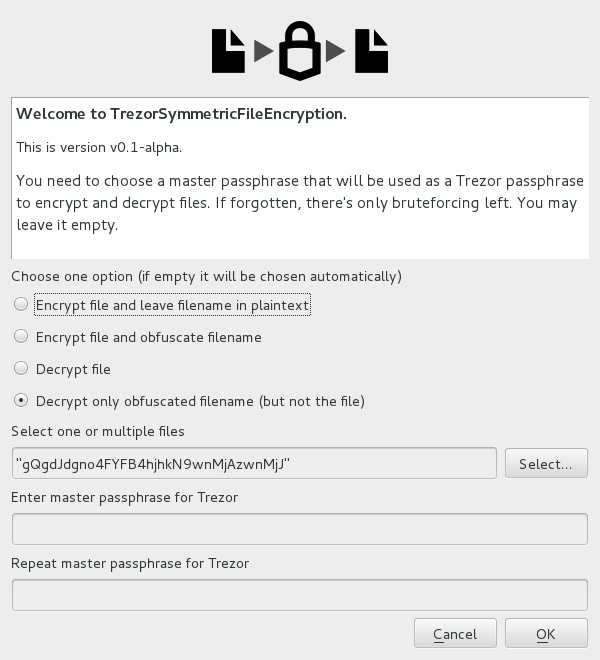 Welcome to TrezorSymmetricFileEncryption.
This is version v0.1-alpha.
You need to choose a master passphrase that will be used as a Trezor passphrase
to encrypt and decrypt files. If forgotten, there's only bruteforcing left. You may
leave it empty.
Choose one option (if empty it will be chosen automatically)
Encrypt file and leave filename in plaintext
Encrypt file and obfuscate filename
Decrypt file
Decrypt only obfuscated filename (but not the file)
Select one or multiple files
"gQgdJdgno4FYFB4hjhkN9wnMjAzwnMjJ"
Select...
Enter master passphrase for Trezor
Repeat master passphrase for Trezor
Cancel
OK